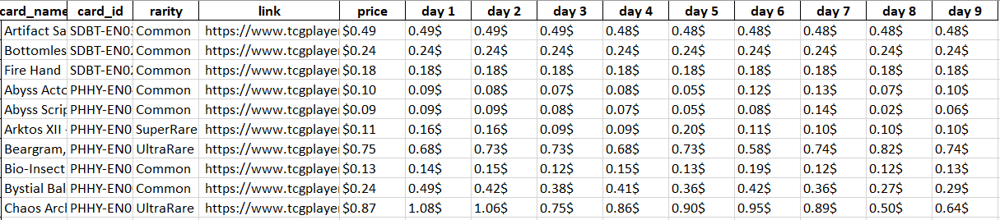 card_name card_id rarity link price day 1 day 2 day 3 day 4 day 5 day 6 day 7 day 8 day 9
Artifact Sa SDBT-EN03 Common https://www.tcgplaye $0.49 0.49$ 0.49$ 0.49$ 0.48$ 0.48$ 0.48$ 0.48$ 0.48$ 0.48$
Bottomles SDBT-EN02 Common https://www.tcgplaye $0.24 0.24$ 0.24$ 0.24$ 0.24$ 0.24$ 0.24$ 0.24$ 0.24$ 0.24$
Fire Hand SDBT-EN02 Common https://www.tcgplaye $0.18 0.18$ 0.18$ 0.18$ 0.18$ 0.18$ 0.18$ 0.18$ 0.18$ 0.18$
Abyss Acto PHHY-EN0 Common https://www.tcgplaye $0.10 0.09$ 0.08$ 0.07$ 0.08$ 0.05$ 0.12$ 0.13$ 0.07$ 0.10$
Abyss Scrip PHHY-EN0 Common https://www.tcgplaye $0.09 0.09$ 0.09$ 0.08$ 0.07$ 0.05$ 0.08$ 0.14$ 0.02$ 0.06$
Arktos XII - PHHY-EN0 SuperRare https://www.tcgplaye $0.11 0.16$ 0.16$ 0.09$ 0.09$ 0.20$ 0.11$ 0.10$ 0.10$ 0.10$
Beargram, PHHY-EN0 UltraRare https://www.tcgplaye $0.75 0.68$ 0.73$ 0.73$ 0.68$ 0.73$ 0.58$ 0.74$ 0.82$ 0.74$
Bio-Insect PHHY-EN0 Common https://www.tcgplaye $0.13 0.14$ 0.15$ 0.12$ 0.15$ 0.13$ 0.19$ 0.12$ 0.12$ 0.13$
Bystial Bal PHHY-EN0 Common https://www.tcgplaye $0.24 0.49$ 0.42$ 0.38$ 0.41$ 0.36$ 0.42$ 0.36$ 0.27$ 0.29$
Chaos Arch PHHY-EN0 UltraRare https://www.tcgplaye $0.87 1.08$ 1.06$ 0.75$ 0.86$ 0.90$ 0.95$ 0.89$ 0.50$ 0.64$